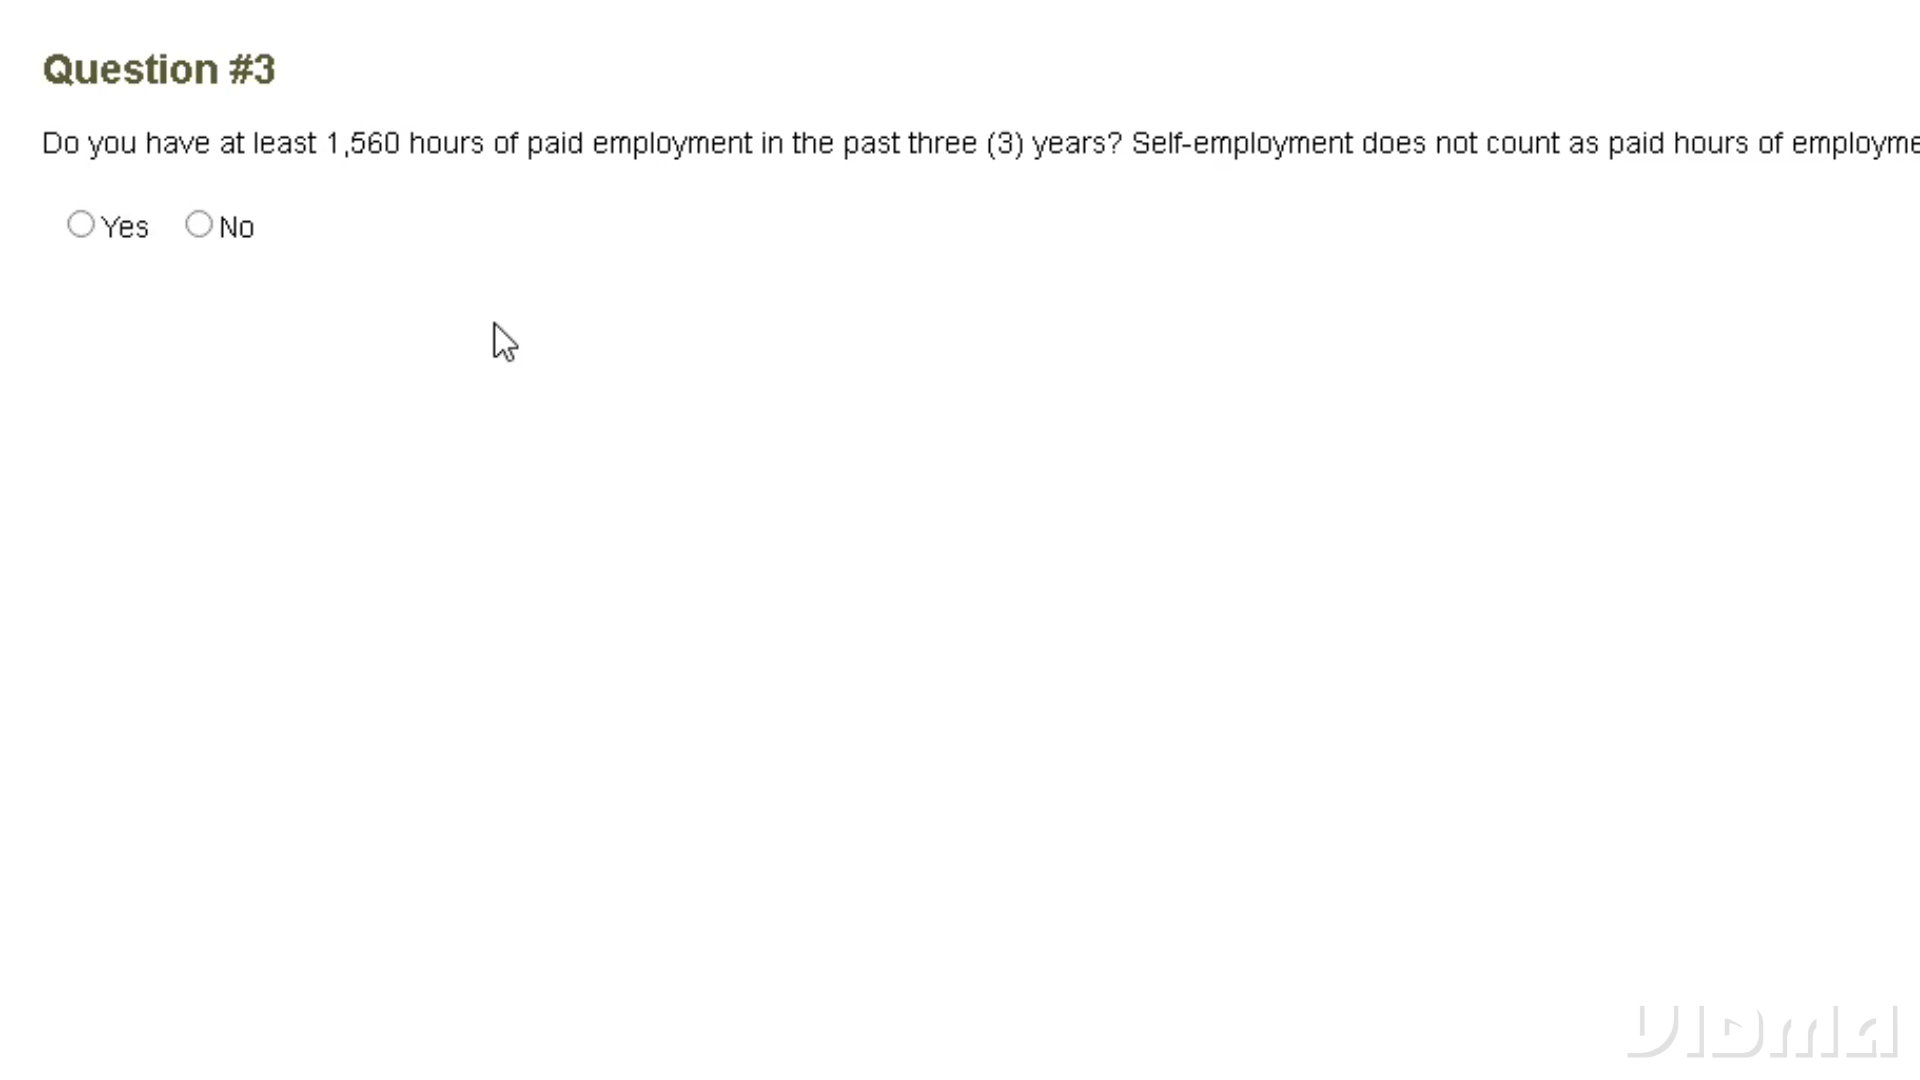 Question #3
Do you have at least 1,560 hours of paid employment in the past three (3) years? Self-employment does not count as paid hours of employme
Yes No
VIDMA